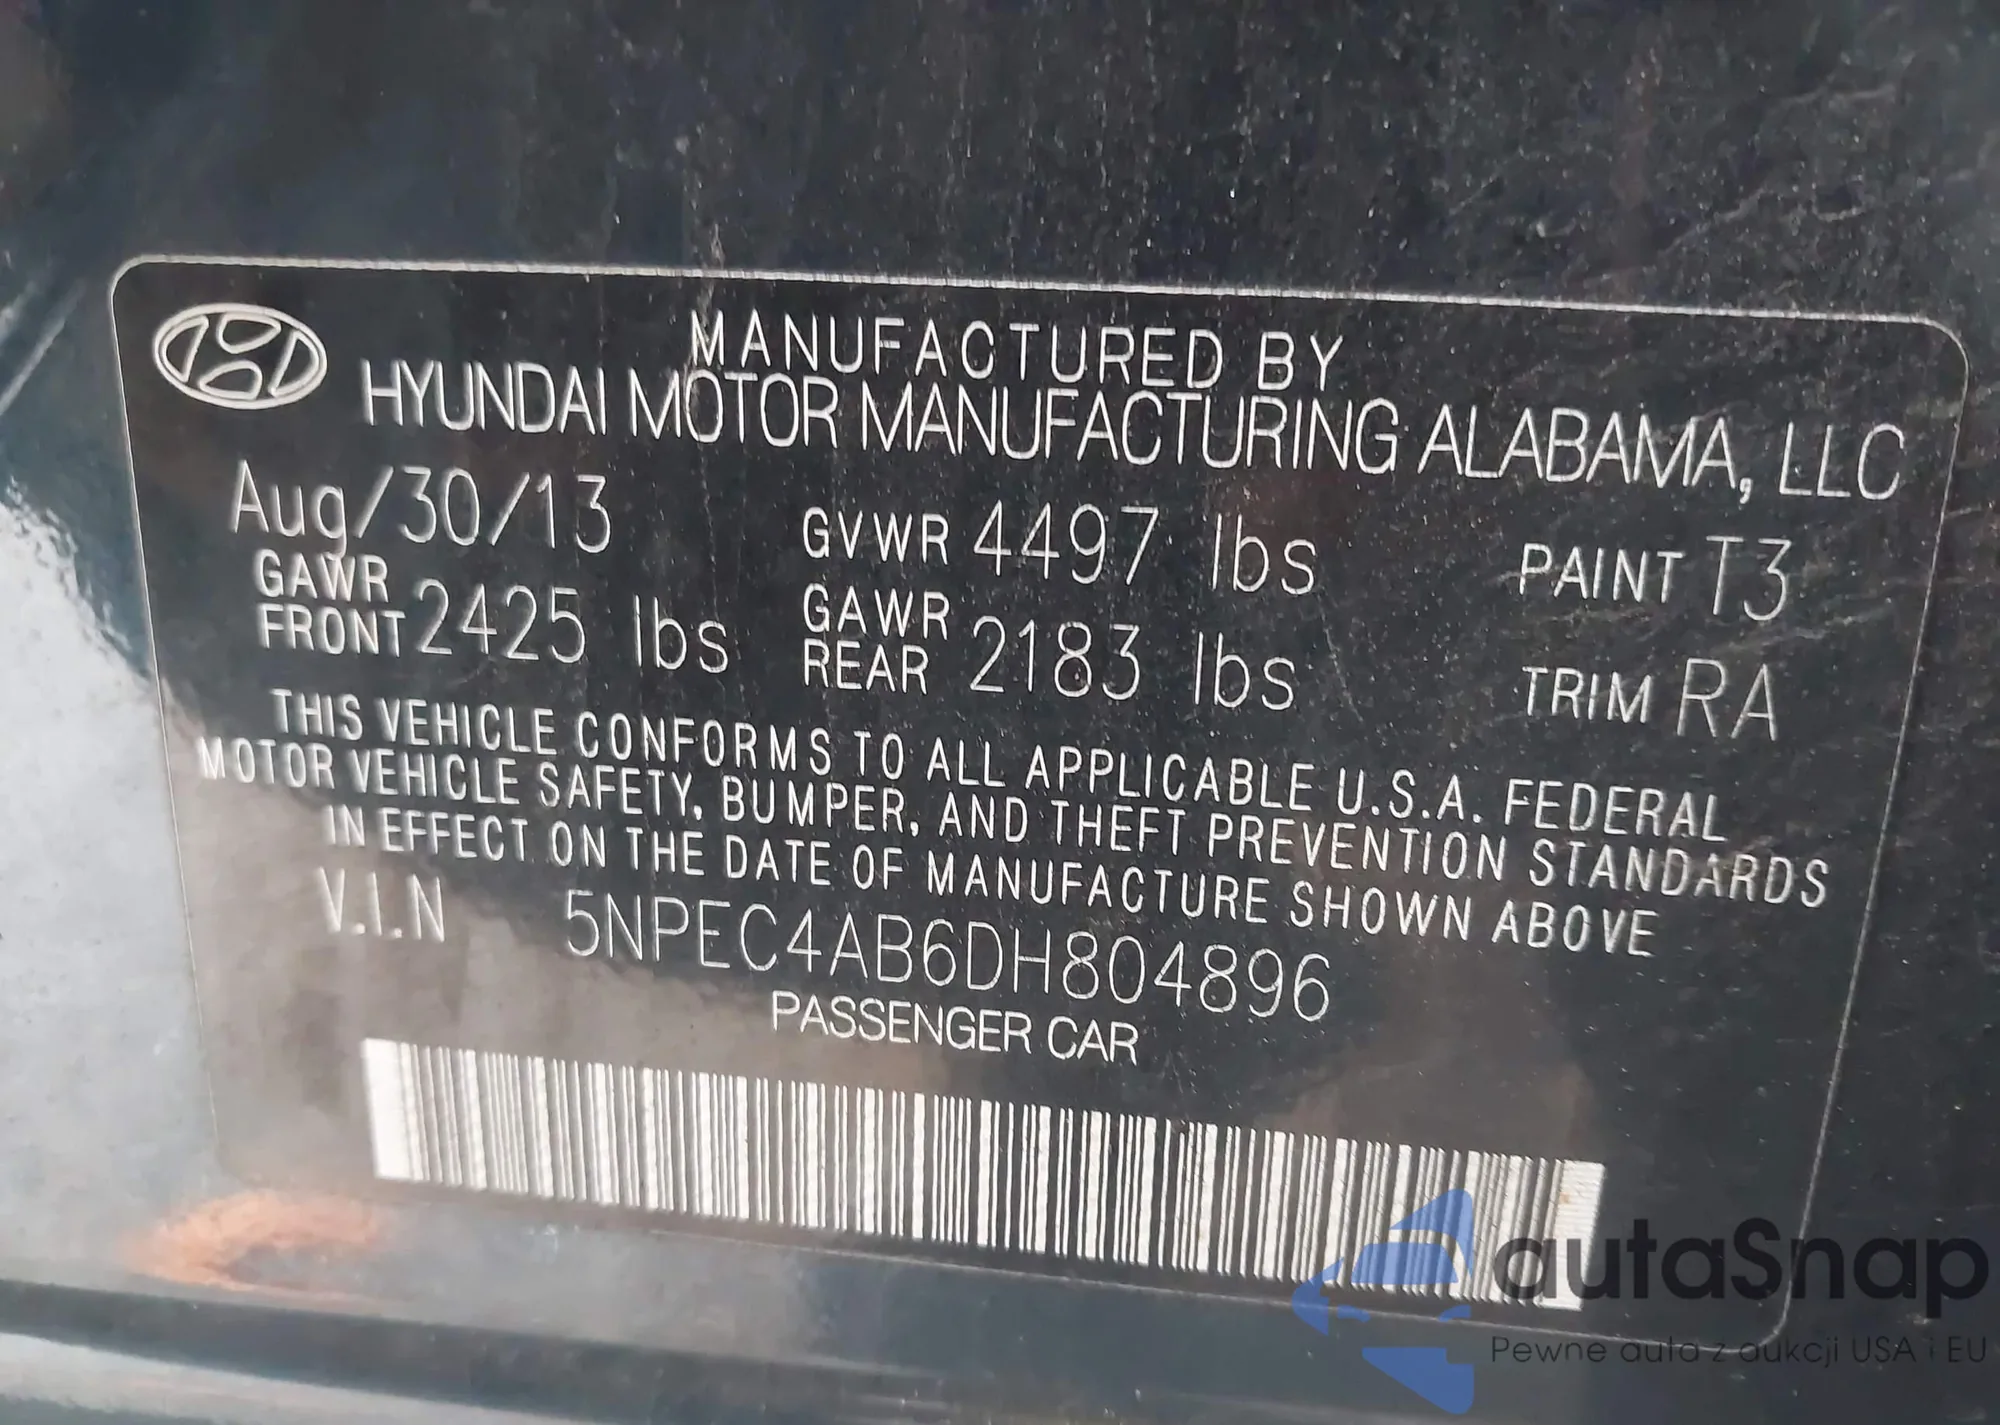 MANUFACTURED BY
HYUNDAI MOTOR MANUFACTURING ALABAMA, LLC
Aug/30/13 GVWR 4497 lbs PAINT T3
GAWR FRONT 2425 lbs GAWR REAR 2183 lbs TRIM RA
THIS VEHICLE CONFORMS TO ALL APPLICABLE U.S.A. FEDERAL
MOTOR VEHICLE SAFETY, BUMPER, AND THEFT PREVENTION STANDARDS
IN EFFECT ON THE DATE OF MANUFACTURE SHOWN ABOVE
V.I.N 5NPEC4AB6DH804896
PASSENGER CAR
autaSnap
Pewne auta z aukcji USA i EU